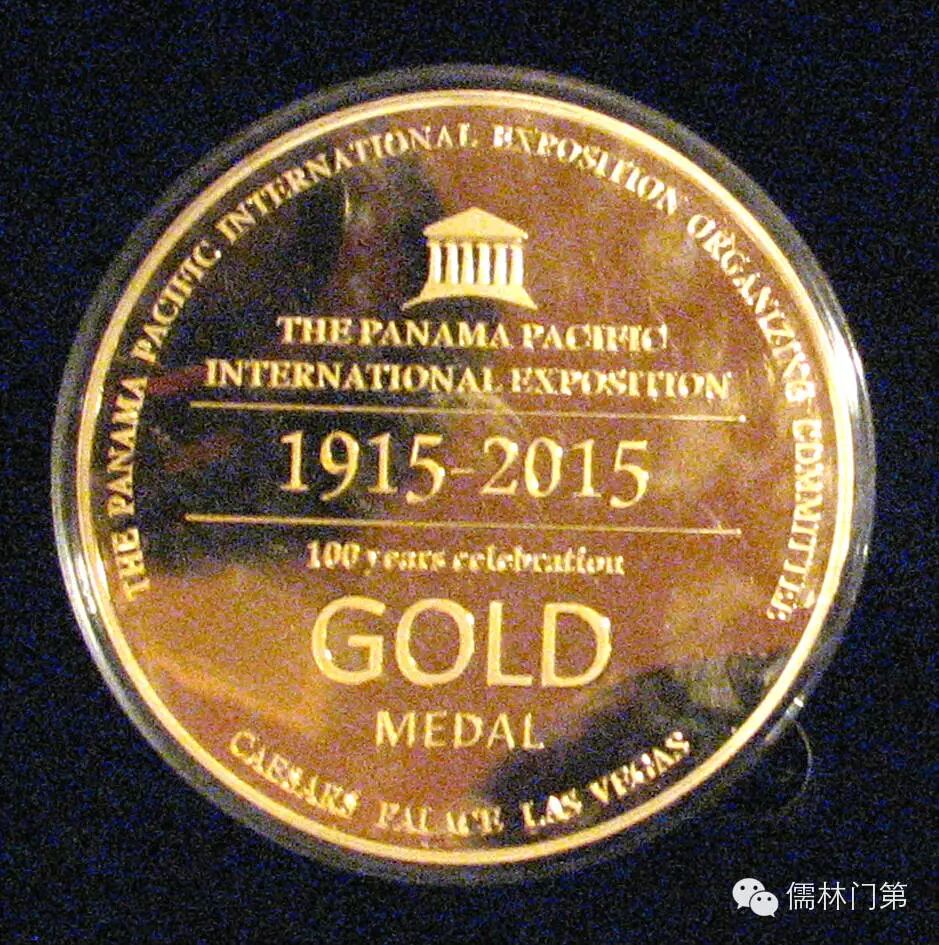 THE PANAMA PACIFIC INTERNATIONAL EXPOSITION ORGANIZING COMMITTEE
THE PANAMA PACIFIC
INTERNATIONAL EXPOSITION
1915-2015
100 years celebration
GOLD
MEDAL
CAESARS PALACE LAS VEGAS
儒林门第